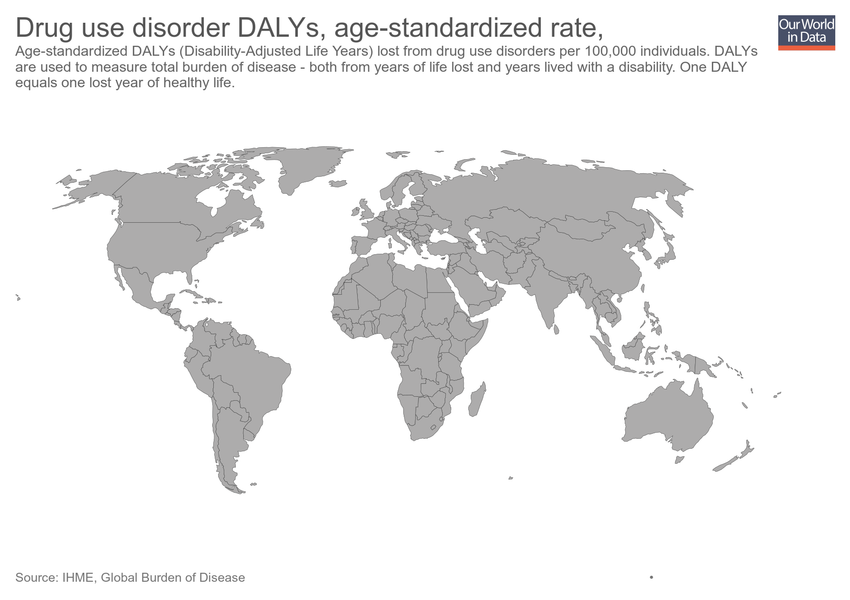 Drug use disorder DALYs, age-standardized rate,
Our World
in Data
Age-standardized DALYs (Disability-Adjusted Life Years) lost from drug use disorders per 100,000 individuals. DALYs
are used to measure total burden of disease - both from years of life lost and years lived with a disability. One DALY
equals one lost year of healthy life.
Source: IHME, Global Burden of Disease